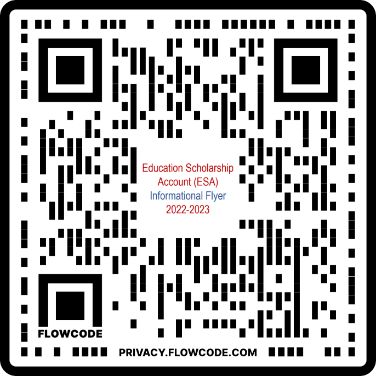 Education Scholarship
Account (ESA)
Informational Flyer
2022-2023
FLOWCODE
PRIVACY.FLOWCODE.COM